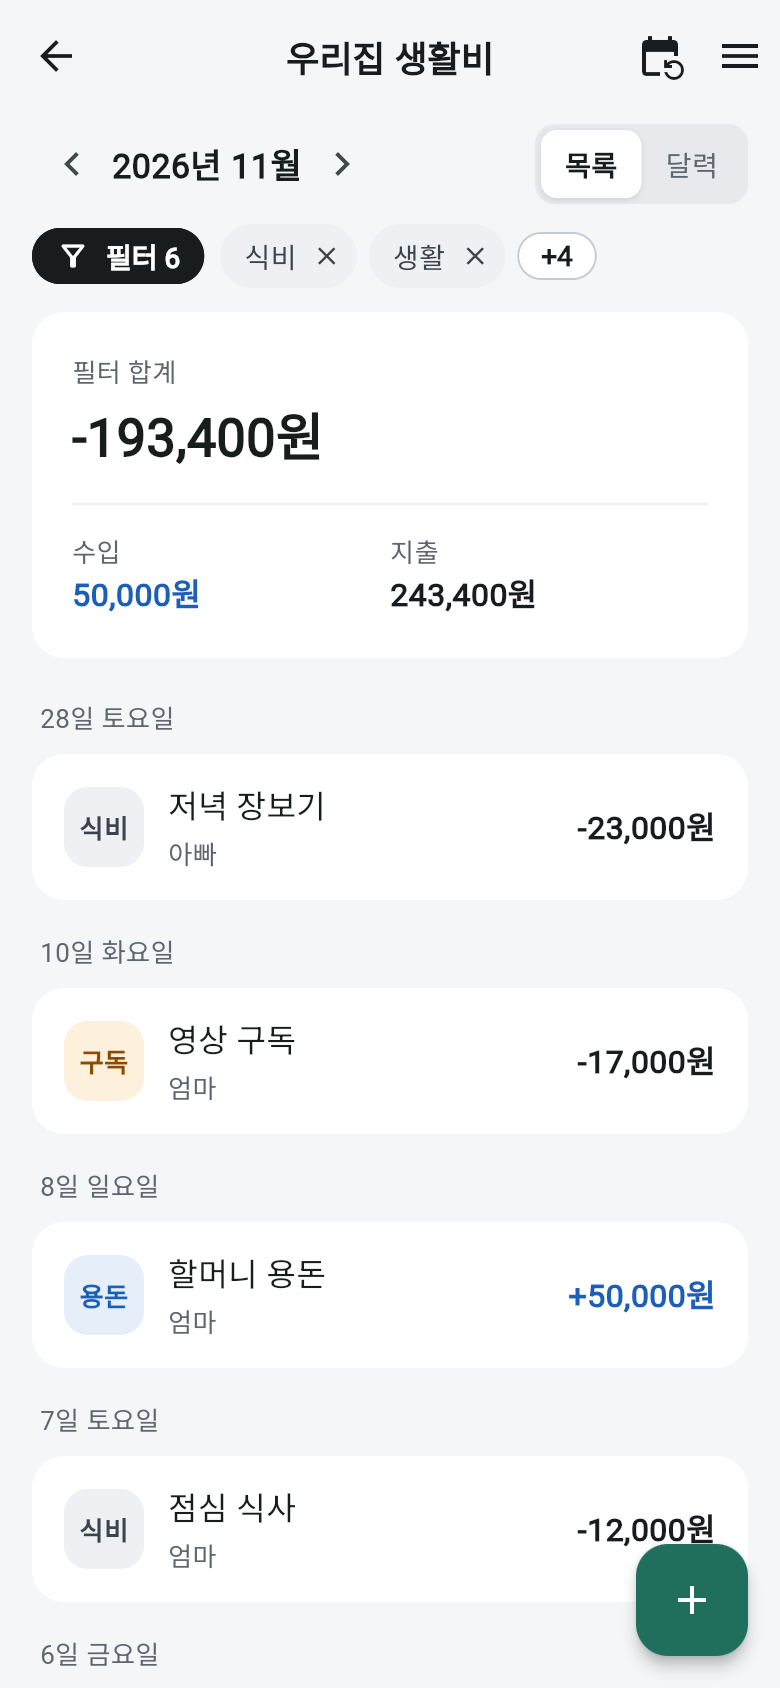 우리집 생활비
2026년 11월
목록
달력
필터 6
식비
생활
+4
필터 합계
-193,400원
수입
지출
50,000원
243,400원
28일 토요일
식비
저녁 장보기
아빠
-23,000원
10일 화요일
구독
영상 구독
엄마
-17,000원
8일 일요일
용돈
할머니 용돈
엄마
+50,000원
7일 토요일
식비
점심 식사
엄마
-12,000원
6일 금요일